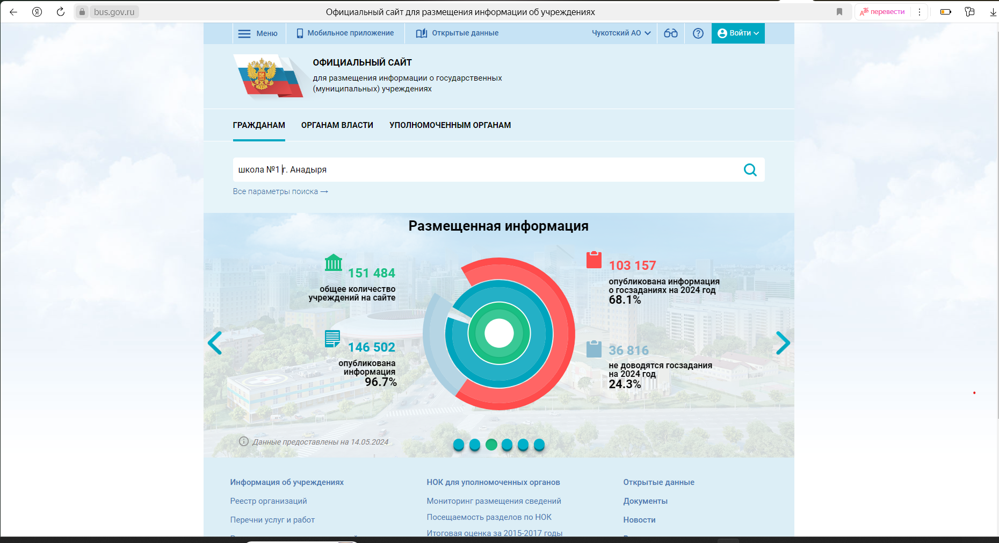 bus.gov.ru
Официальный сайт для размещения информации об учреждениях
перевести
Меню
Мобильное приложение
Открытые данные
Чукотский АО
Войти
ОФИЦИАЛЬНЫЙ САЙТ
для размещения информации о государственных
(муниципальных) учреждениях
ГРАЖДАНАМ
ОРГАНАМ ВЛАСТИ
УПОЛНОМОЧЕННЫМ ОРГАНАМ
школа №1 г. Анадыря
Все параметры поиска →
Размещенная информация
151 484
общее количество
учреждений на сайте
146 502
опубликована
информация
96.7%
103 157
опубликована информация
о госзаданиях на 2024 год
68.1%
36 816
не доводятся госзадания
на 2024 год
24.3%
Данные предоставлены на 14.05.2024
Информация об учреждениях
Реестр организаций
Перечни услуг и работ
НОК для уполномоченных органов
Мониторинг размещения сведений
Посещаемость разделов по НОК
Итоговая оценка за 2015-2017 годы
Открытые данные
Документы
Новости